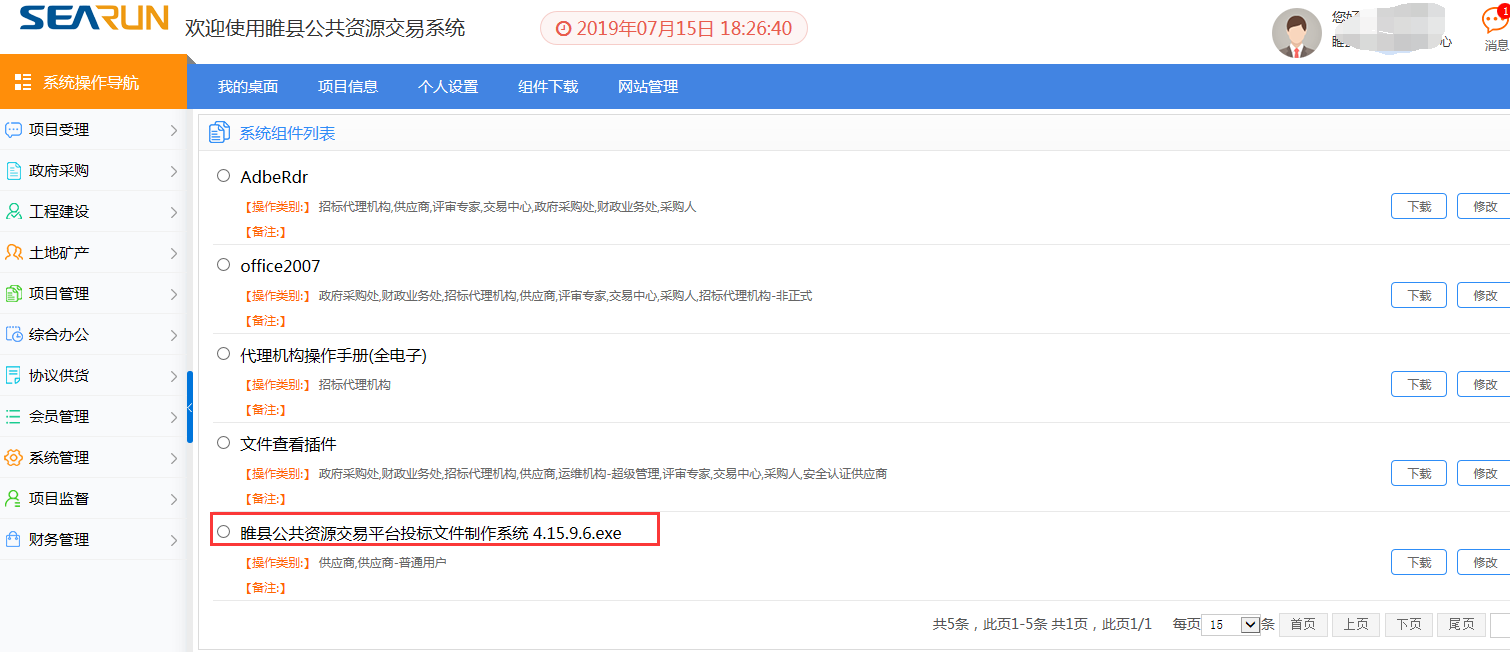 SEARUN 欢迎使用睢县公共资源交易系统 2019年07月15日 18:26:40
您好
1
消息
系统操作导航 我的桌面 项目信息 个人设置 组件下载 网站管理
项目受理
政府采购
工程建设
土地矿产
项目管理
综合办公
协议供货
会员管理
系统管理
项目监督
财务管理
系统组件列表
AdbeRdr
【操作类别:】 招标代理机构,供应商,评审专家,交易中心,政府采购处,财政业务处,采购人
【备注:】
下载 修改
office2007
【操作类别:】 政府采购处,财政业务处,招标代理机构,供应商,评审专家,交易中心,采购人,招标代理机构-非正式
【备注:】
下载 修改
代理机构操作手册(全电子)
【操作类别:】 招标代理机构
【备注:】
下载 修改
文件查看插件
【操作类别:】 政府采购处,财政业务处,招标代理机构,供应商,运维机构-超级管理,评审专家,交易中心,采购人,安全认证供应商
【备注:】
下载 修改
睢县公共资源交易平台投标文件制作系统 4.15.9.6.exe
【操作类别:】 供应商,供应商-普通用户
【备注:】
下载 修改
共5条，此页1-5条 共1页，此页1/1 每页 15 条 首页 上页 下页 尾页